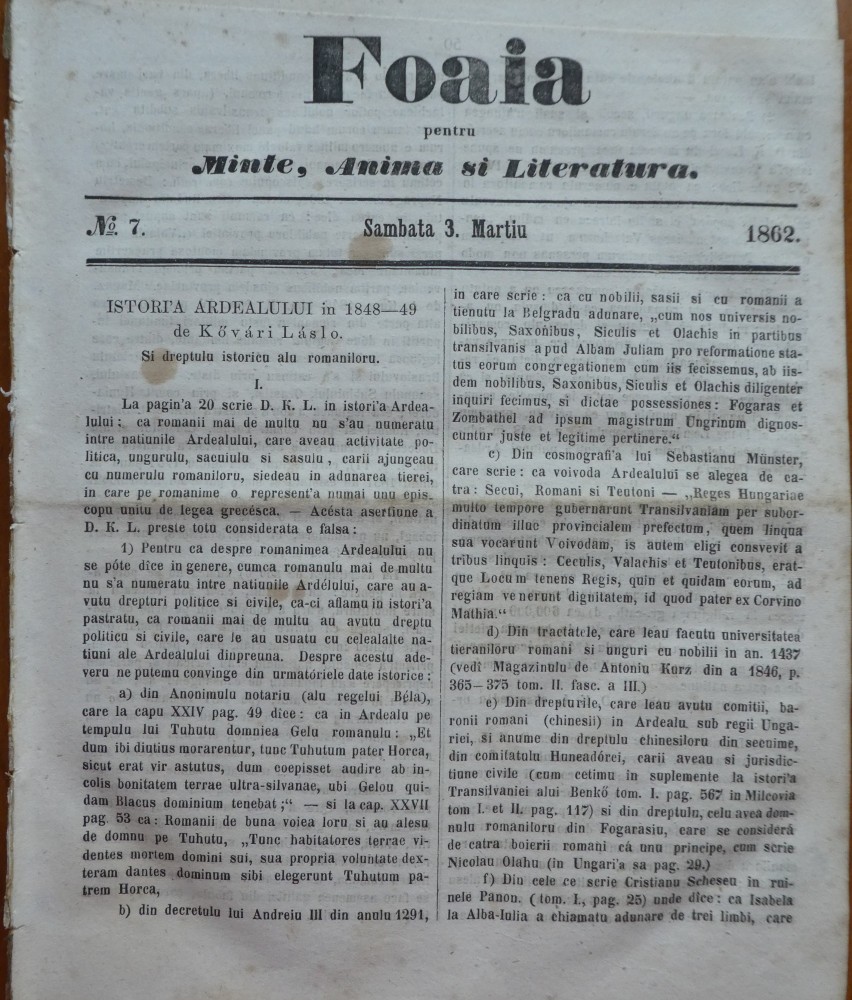 Foaia
pentru
Minte, Anima si Literatura.
№. 7.
Sambata 3. Martiu
1862.
ISTORI'A ARDEALULUI in 1848—49
de Kővári Láslo.
Si dreptulu istoricu alu romaniloru.
I.
La pagin'a 20 scrie D. K. L. in istori'a Ardea-
lului: ca romanii mai de multu nu s'au numeratu
intre natiunile Ardealului, care aveau activitate po-
litica, ungurulu, sacuiulu si sasulu, carii ajungeau
cu numerulu romaniloru, siedeau in adunarea tierei,
in care pe romanime o represent'a numai unu epis-
copu unitu de legea grecésca. — Acésta asertiune a
D. K. L. preste totu considerata e falsa:
1) Pentru ca despre romanimea Ardealului nu
se póte dîce in genere, cumca romanulu mai de multu
nu s'a numeratu intre natiunile Ardélului, care au a-
vutu drepturi politice si civile, ca-ci aflamu in istori'a
pastratu, ca romanii mai de multu au avutu dreptu
politicu si civile, care le au usuatu cu celealalte na-
tiuni ale Ardealului dinpreuna. Despre acestu ade-
veru ne putemu convinge din urmatóriele date istorice:
a) din Anonimulu notariu (alu regelui Béla),
care la capu XXIV pag. 49 dîce: ca in Ardealu pe
tempulu lui Tuhutu domniea Gelu romanulu: „Et
dum ibi diutius morarentur, tunc Tuhutum pater Horca,
sicut erat vir astutus, dum coepisset audire ab in-
colis bonitatem terrae ultra-silvanae, ubi Gelou qui-
dam Blacus dominium tenebat;“ — si la cap. XXVII
pag. 53 ca: Romanii de buna voiea loru si au alesu
de domnu pe Tuhutu, „Tunc habitatores terrae vi-
dentes mortem domini sui, sua propria voluntate dex-
teram dantes dominum sibi elegerunt Tuhutum pa-
trem Horca,
b) din decretulu lui Andreiu III din anulu 1291,
in care scrie: ca cu nobilii, sasii si cu romanii a
tienutu la Belgradu adunare, „cum nos universis no-
bilibus, Saxonibus, Siculis et Olachis in partibus
transilvanis apud Albam Juliam pro reformatione sta-
tus eorum congregationem cum iis fecissemus, ab iis-
dem nobilibus, Saxonibus, Siculis et Olachis diligenter
inquiri fecimus, si dictae possessiones: Fogaras et
Zombathel ad ipsum magistrum Ungrinum dignos-
cuntur juste et legitime pertinere.“
c) Din cosmografi'a lui Sebastianu Münster,
care scrie: ca voivoda Ardealului se alegea de ca-
tra: Secui, Romani si Teutoni — „Reges Hungariae
multo tempore gubernarunt Transilvaniam per subor-
dinatum illuc provincialem prefectum, quem linqua
sua vocarunt Voivodam, is autem eligi consvevit a
tribus linquis: Ceculis, Valachis et Teutonibus, erat-
que Locum tenens Regis, quin et quidam eorum, ad
regiam venerunt dignitatem, id quod pater ex Corvino
Mathia.“
d) Din tractatele, care leau facutu universitatea
tieraniloru romani si unguri cu nobilii in an. 1437
(vedi Magazinulu de Antoniu Kurz din a 1846, p.
365—375 tom. II. fasc. a III.)
e) Din drepturile, care leau avutu comitii, ba-
ronii romani (chinesii) in Ardealu sub regii Unga-
riei, si anume din dreptulu chinesiloru din secuime,
din comitatulu Huneadórei, carii aveau si jurisdic-
tiune civile (cum cetimu in suplemente la istori'a
Transilvaniei alui Benkő tom. I. pag. 567 in Milcovia
tom I. et II. pag. 117) si din dreptulu, celu avea dom-
nulu romaniloru din Fogarasiu, care se considerá
de catra boierii romani cá unu principe, cum scrie
Nicolau Olahu (in Ungari'a sa pag. 29.)
f) Din cele ce scrie Cristianu Scheseu in rui-
nele Panon. (tom. I., pag. 25) unde dîce: ca Isabela
la Alba-Iulia a chiamatu adunare de trei limbi, care